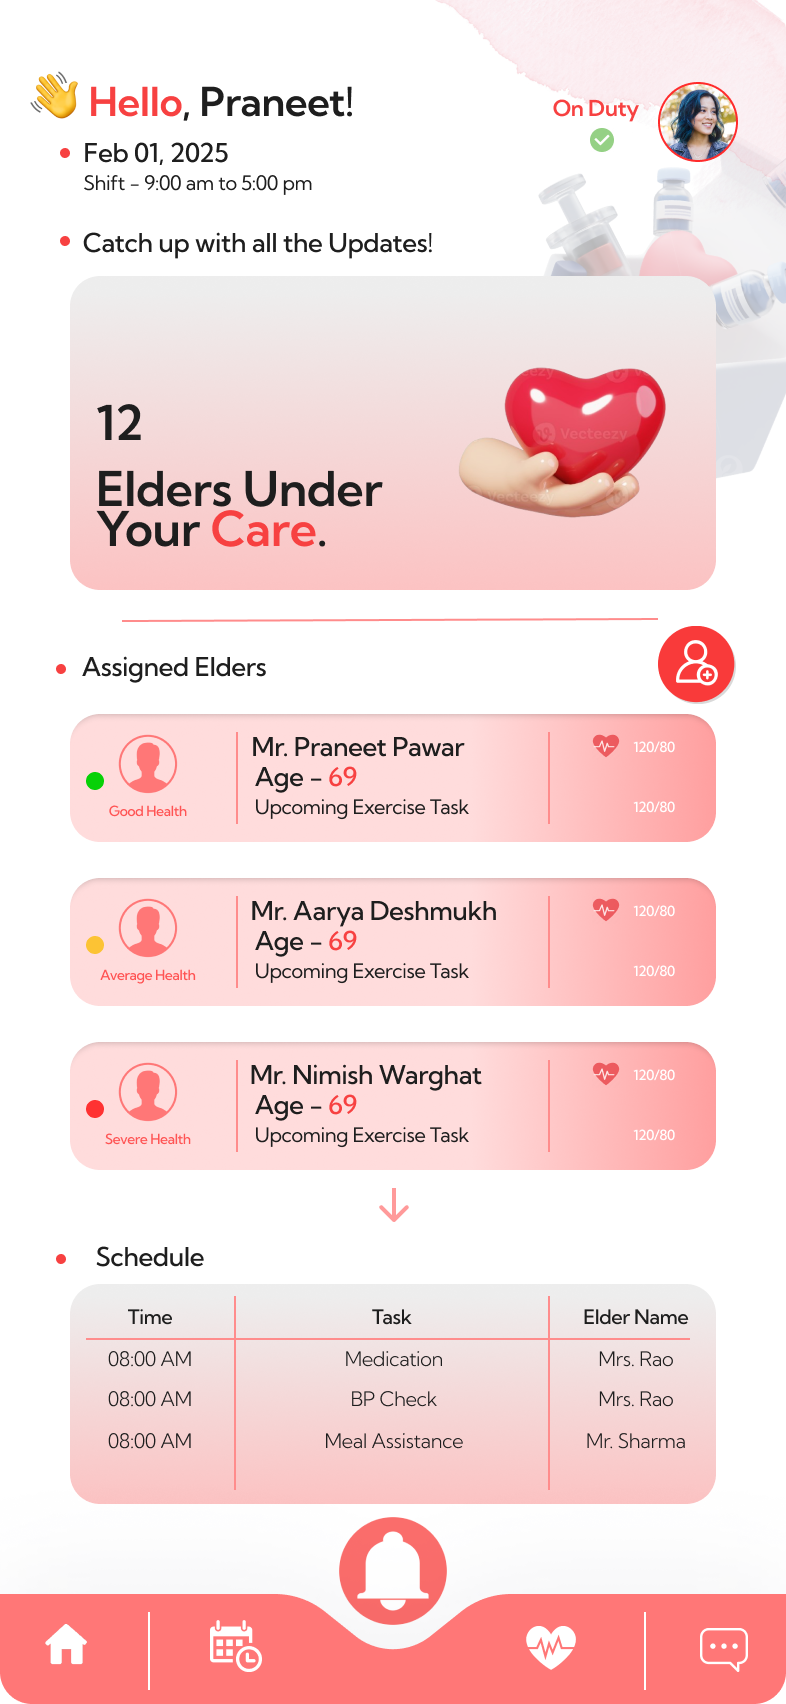 Hello, Praneet!
On Duty
Feb 01, 2025
Shift - 9:00 am to 5:00 pm
Catch up with all the Updates!
12
Elders Under
Your Care.
Vecteezy
Assigned Elders
Mr. Praneet Pawar
Age - 69
Upcoming Exercise Task
Good Health
120/80
120/80
Mr. Aarya Deshmukh
Age - 69
Upcoming Exercise Task
Average Health
120/80
120/80
Mr. Nimish Warghat
Age - 69
Upcoming Exercise Task
Severe Health
120/80
120/80
Schedule
Time Task Elder Name
08:00 AM Medication Mrs. Rao
08:00 AM BP Check Mrs. Rao
08:00 AM Meal Assistance Mr. Sharma